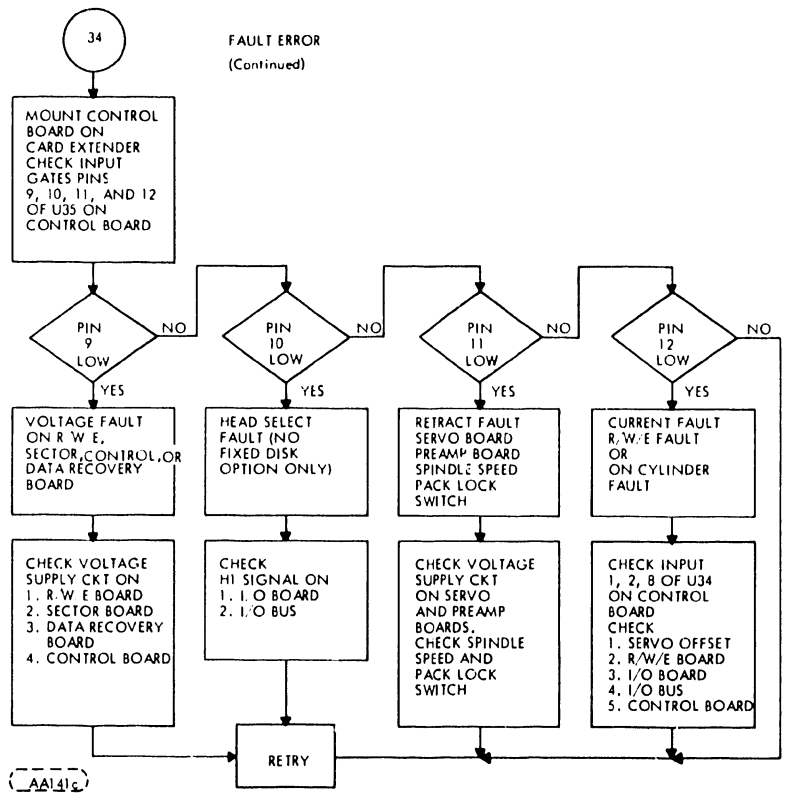 34
FAULT ERROR
(Continued)
MOUNT CONTROL
BOARD ON
CARD EXTENDER
CHECK INPUT
GATES PINS
9, 10, 11, AND 12
OF U35 ON
CONTROL BOARD
PIN
9
LOW
NO
YES
PIN
10
LOW
NO
YES
PIN
11
LOW
NO
YES
PIN
12
LOW
NO
YES
VOLTAGE FAULT
ON R W E,
SECTOR, CONTROL, OR
DATA RECOVERY
BOARD
HEAD SELECT
FAULT (NO
FIXED DISK
OPTION ONLY)
RETRACT FAULT
SERVO BOARD
PREAMP BOARD
SPINDLE SPEED
PACK LOCK
SWITCH
CURRENT FAULT
R/W/E FAULT
OR
ON CYLINDER
FAULT
CHECK VOLTAGE
SUPPLY CKT ON
1. R/W E BOARD
2. SECTOR BOARD
3. DATA RECOVERY
BOARD
4. CONTROL BOARD
CHECK
H1 SIGNAL ON
1. I/O BOARD
2. I/O BUS
CHECK VOLTAGE
SUPPLY CKT
ON SERVO
AND PREAMP
BOARDS.
CHECK SPINDLE
SPEED AND
PACK LOCK
SWITCH
CHECK INPUT
1, 2, 8 OF U34
ON CONTROL
BOARD
CHECK
1. SERVO OFFSET
2. R/W/E BOARD
3. I/O BOARD
4. I/O BUS
5. CONTROL BOARD
RETRY
AA141c